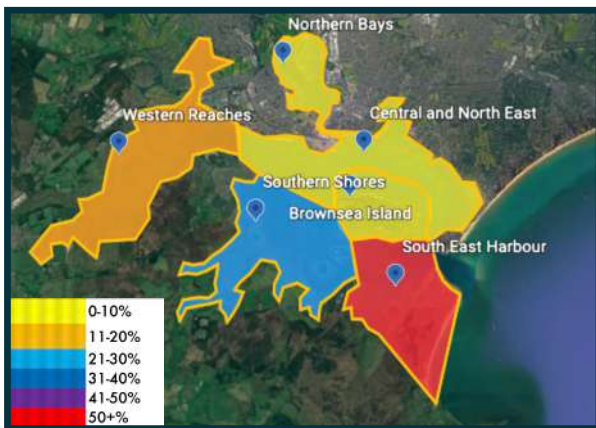 Northern Bays
Western Reaches
Central and North East
Southern Shores
Brownsea Island
South East Harbour
0-10%
11-20%
21-30%
31-40%
41-50%
50+%